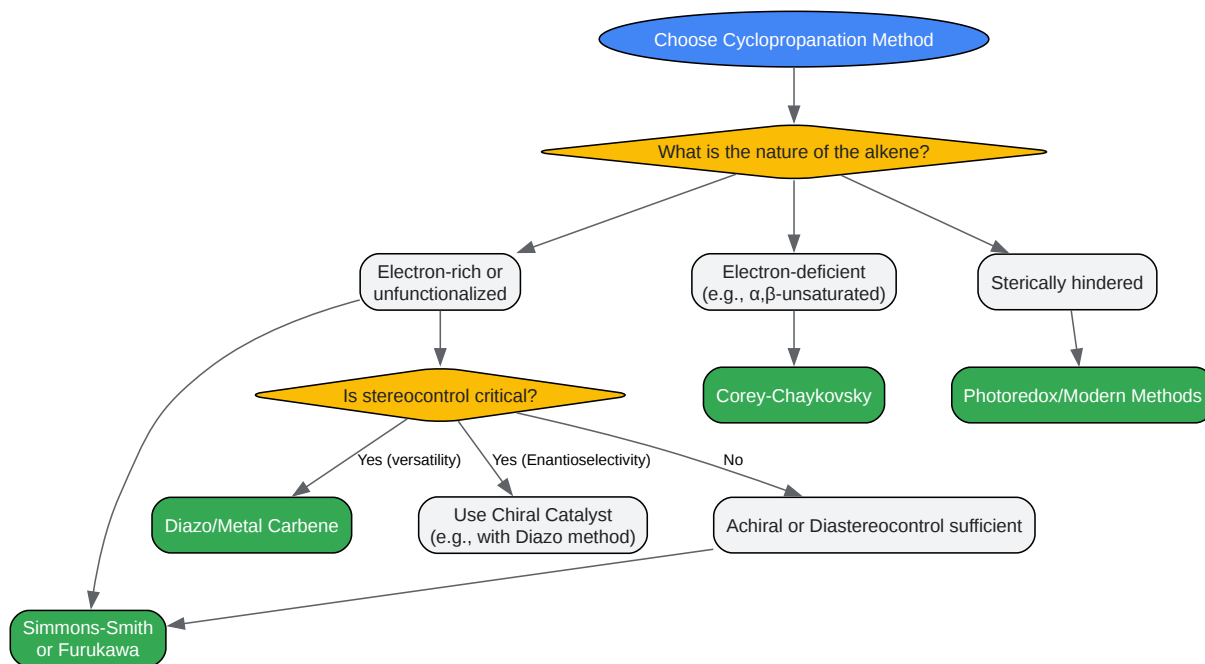 Choose Cyclopropanation Method
What is the nature of the alkene?
Electron-rich or
unfunctionalized
Electron-deficient
(e.g., α,β-unsaturated)
Sterically hindered
Is stereocontrol critical?
Corey-Chaykovsky
Photoredox/Modern Methods
Yes (versatility)
Yes (Enantioselectivity)
No
Diazo/Metal Carbene
Use Chiral Catalyst
(e.g., with Diazo method)
Achiral or Diastereocontrol sufficient
Simmons-Smith
or Furukawa